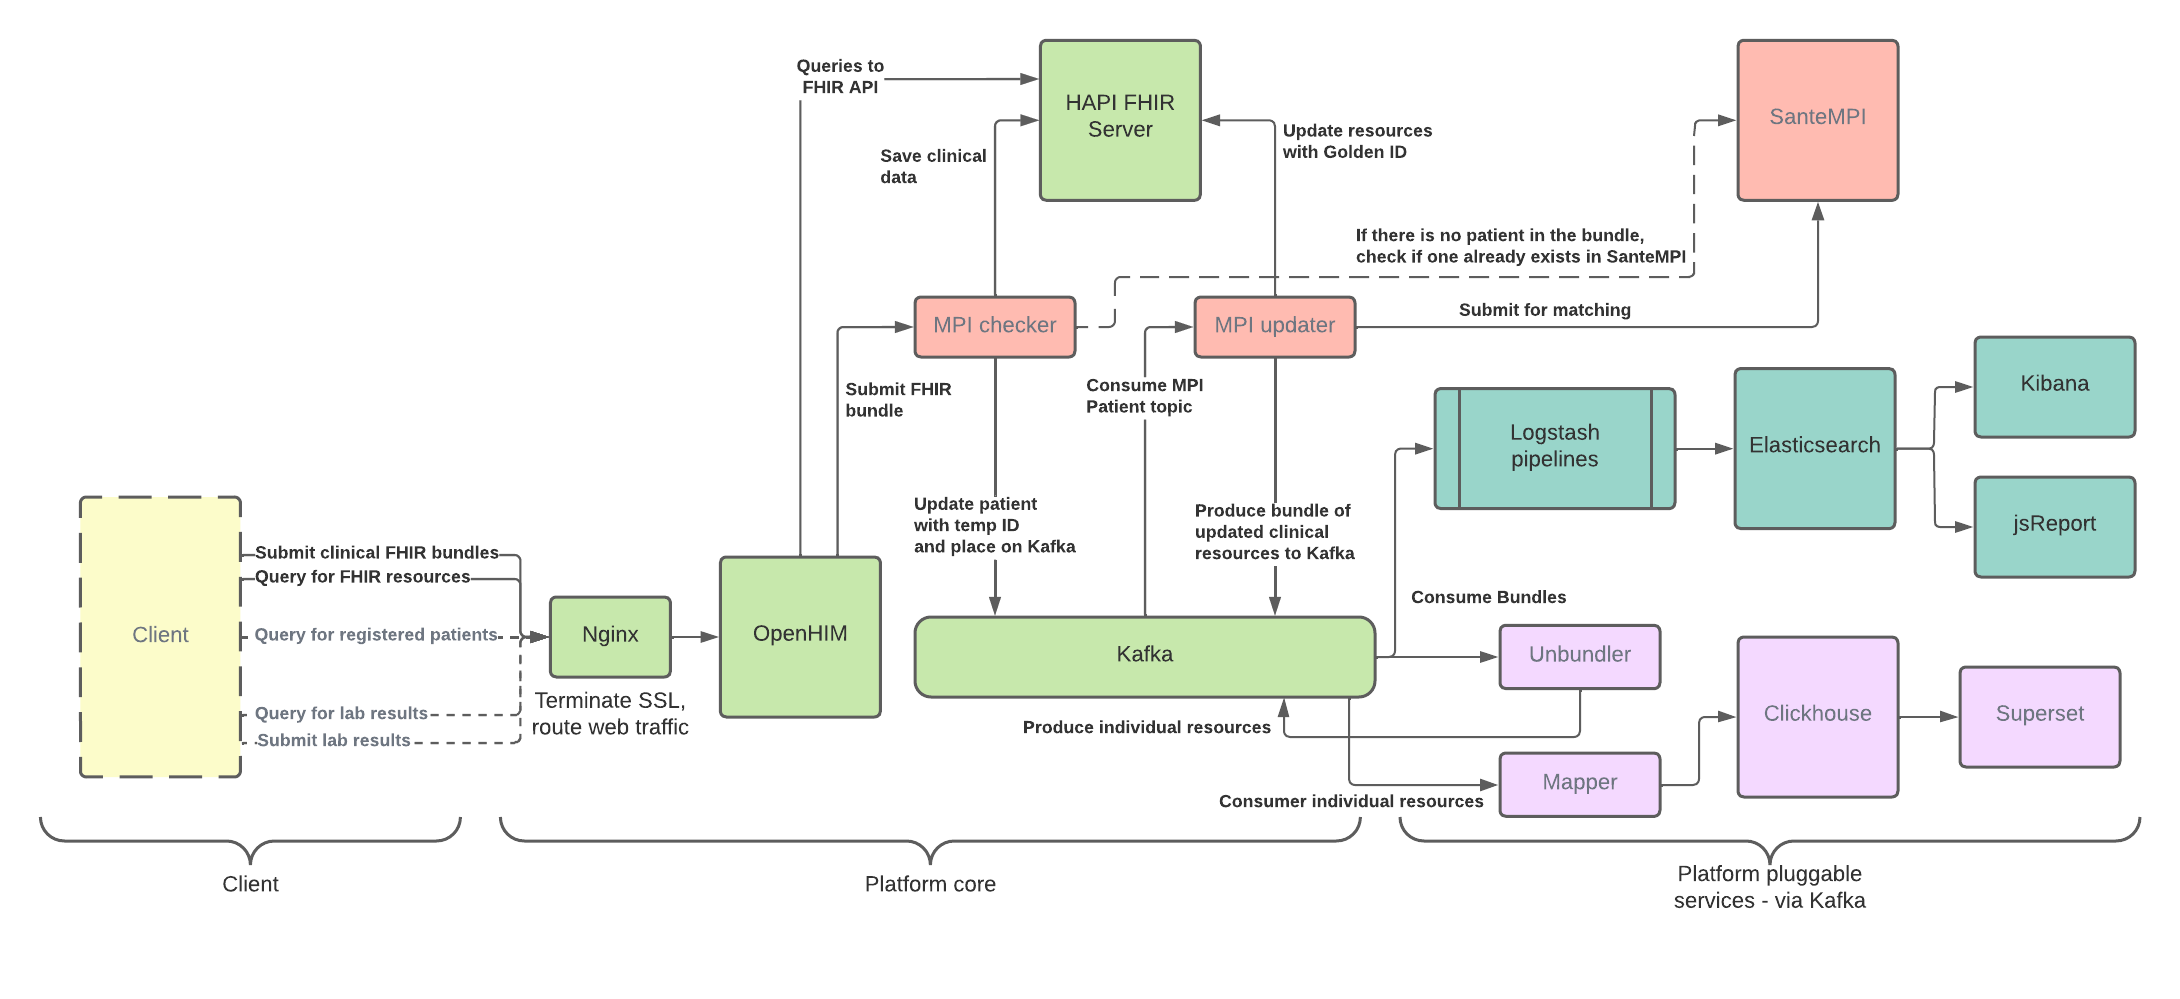 Queries to
FHIR API
HAPI FHIR
Server
SanteMPI
Save clinical
data
Update resources
with Golden ID
If there is no patient in the bundle,
check if one already exists in SanteMPI
MPI checker
MPI updater
Submit for matching
Submit FHIR
bundle
Consume MPI
Patient topic
Kibana
Logstash
pipelines
Elasticsearch
jsReport
Update patient
with temp ID
and place on Kafka
Produce bundle of
updated clinical
resources to Kafka
Submit clinical FHIR bundles
Query for FHIR resources
Client
Query for registered patients
Query for lab results
Submit lab results
Nginx
Terminate SSL,
route web traffic
OpenHIM
Kafka
Consume Bundles
Unbundler
Produce individual resources
Clickhouse
Superset
Mapper
Consumer individual resources
Client
Platform core
Platform pluggable
services - via Kafka